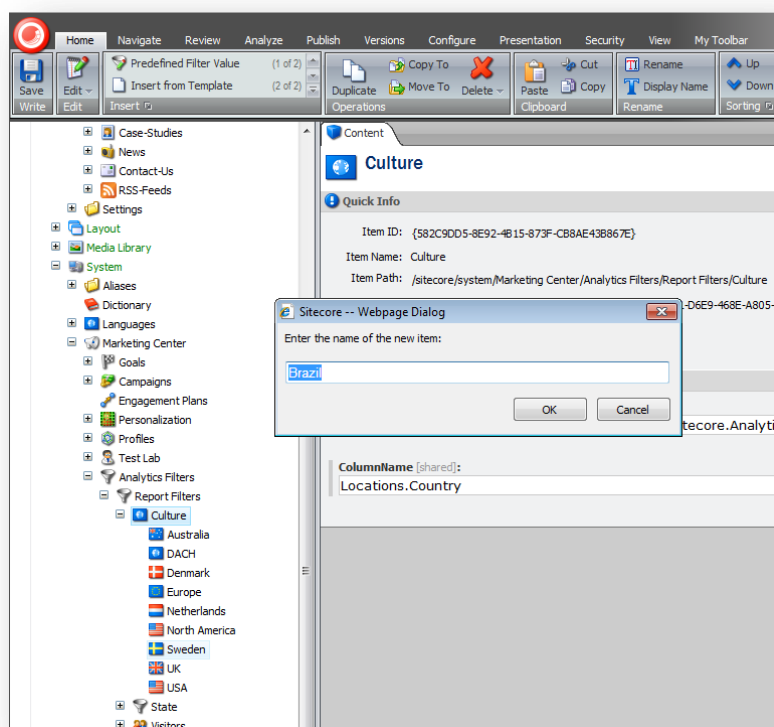 Home Navigate Review Analyze Publish Versions Configure Presentation Security View My Toolbar
Save
Write
Edit
Edit
Predefined Filter Value (1 of 2)
Insert from Template (2 of 2)
Insert
Duplicate
Copy To
Move To
Delete
Operations
Paste
Cut
Copy
Clipboard
Rename
Display Name
Rename
Up
Down
Sorting
Case-Studies
News
Contact-Us
RSS-Feeds
Settings
Layout
Media Library
System
Aliases
Dictionary
Languages
Marketing Center
Goals
Campaigns
Engagement Plans
Personalization
Profiles
Test Lab
Analytics Filters
Report Filters
Culture
Australia
DACH
Denmark
Europe
Netherlands
North America
Sweden
UK
USA
State
Visitors
Content
Culture
Quick Info
Item ID: {582C9DD5-8E92-4B15-873F-CB8AE43B867E}
Item Name: Culture
Item Path: /sitecore/system/Marketing Center/Analytics Filters/Report Filters/Culture
-D6E9-468E-A805-
Sitecore -- Webpage Dialog
Enter the name of the new item:
Brazil
OK Cancel
tecore.Analyti
ColumnName [shared]:
Locations.Country